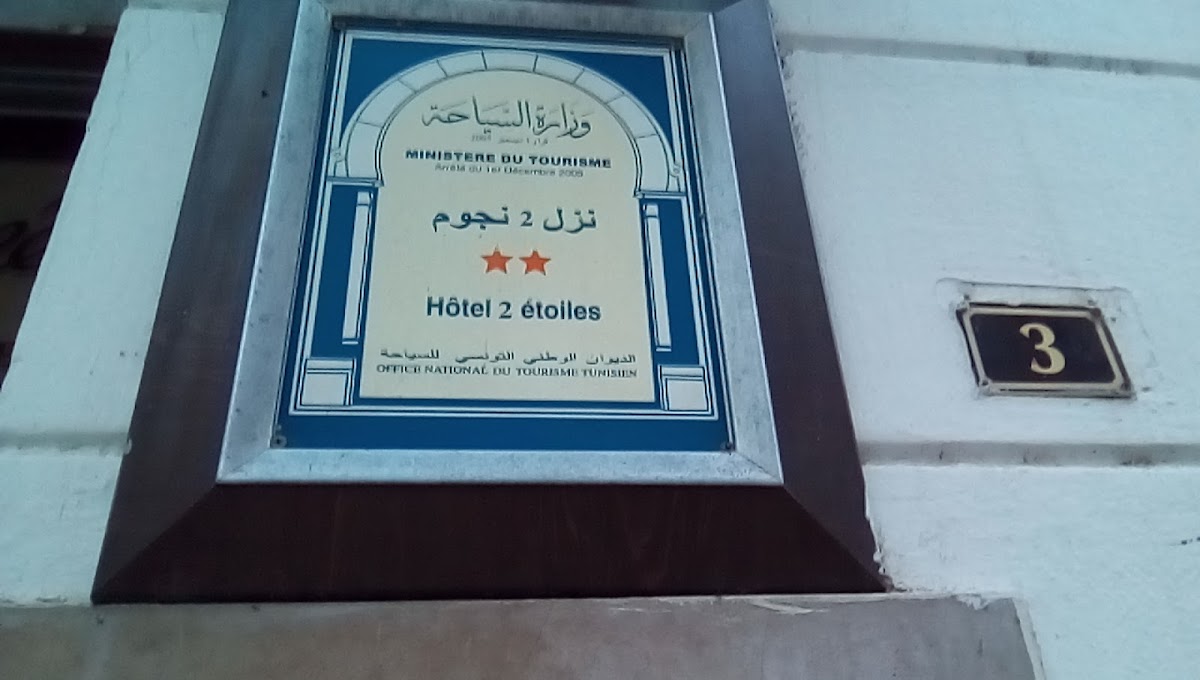 وزارة السياحة
MINISTERE DU TOURISME
Arrêté du 1er Décembre 2005
نزل 2 نجوم
Hôtel 2 étoiles
الديوان الوطني التونسي للسياحة
OFFICE NATIONAL DU TOURISME TUNISIEN
3